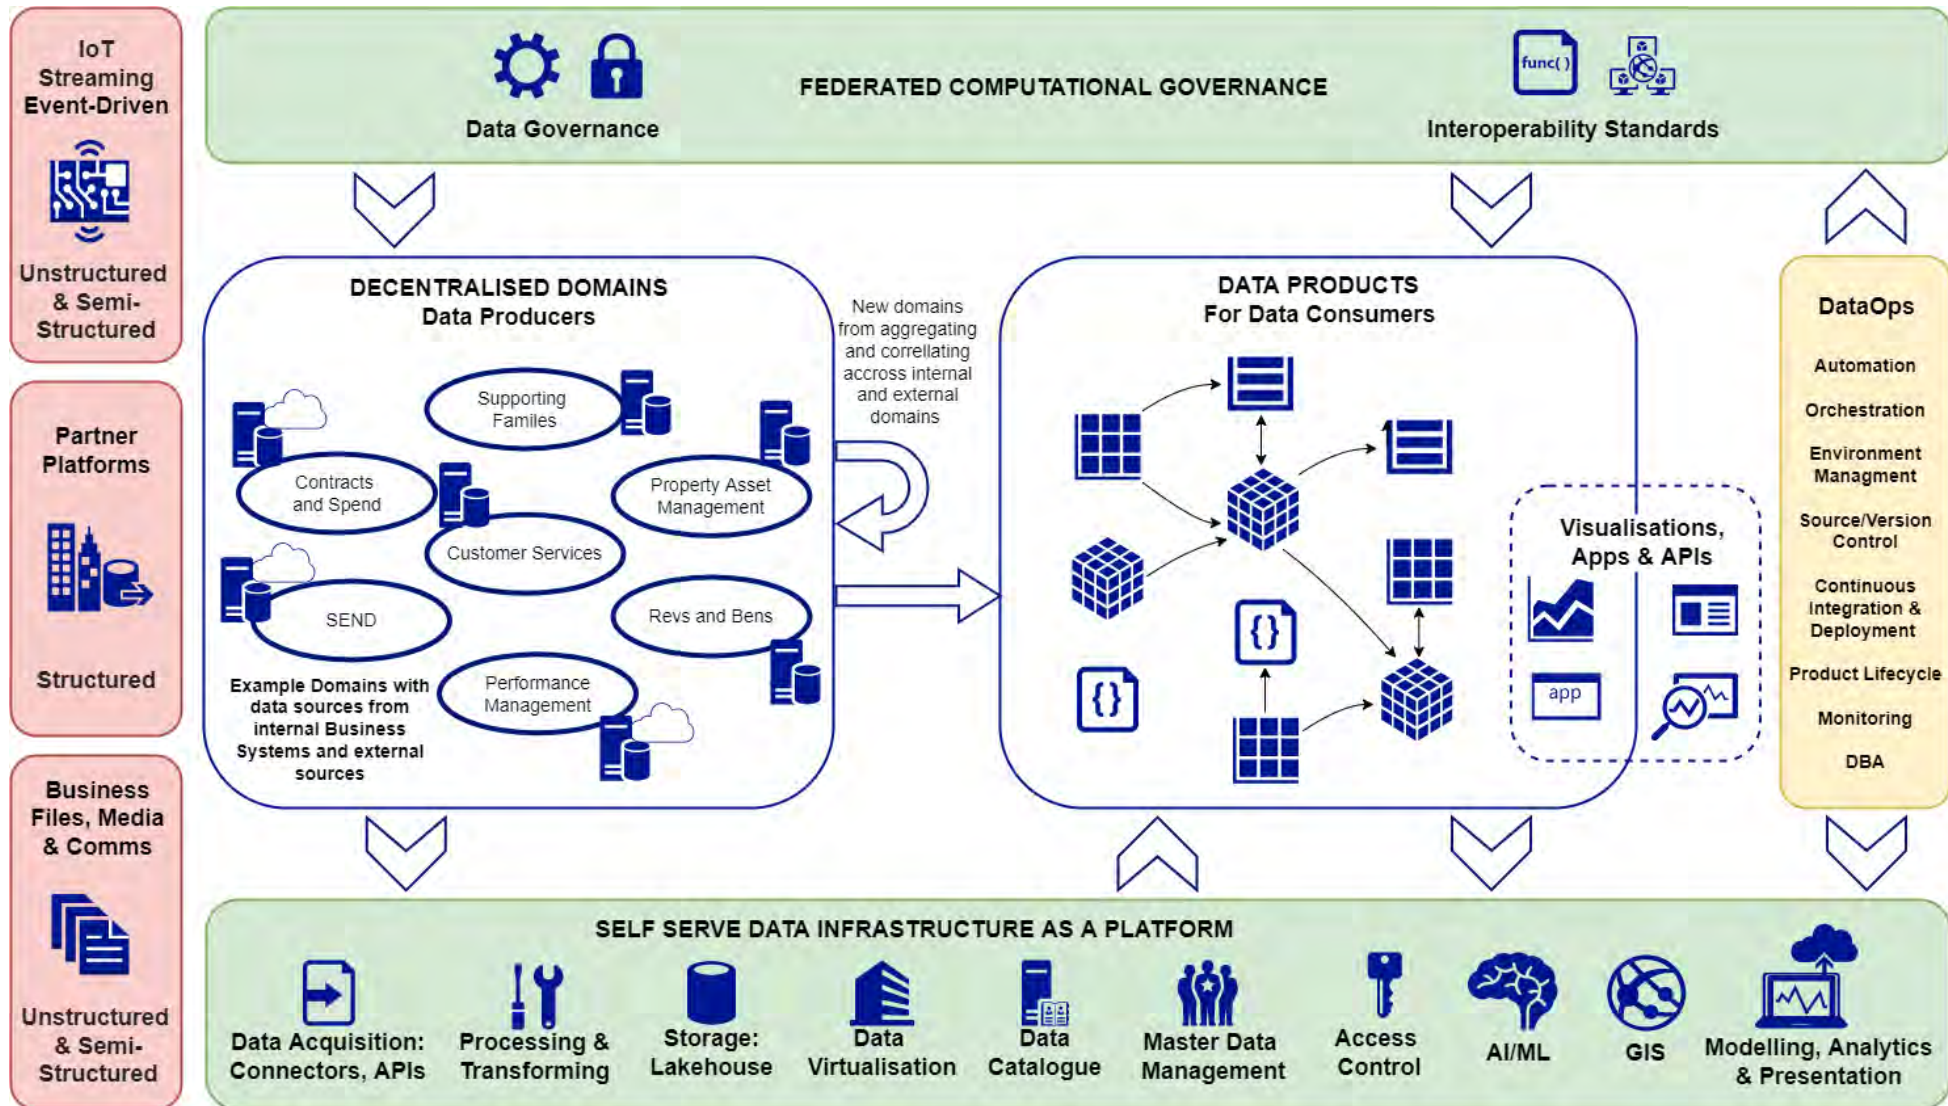 IoT
Streaming
Event-Driven
Unstructured
& Semi-
Structured
Partner
Platforms
Structured
Business
Files, Media
& Comms
Unstructured
& Semi-
Structured
FEDERATED COMPUTATIONAL GOVERNANCE
Data Governance
func( )
Interoperability Standards
DECENTRALISED DOMAINS
Data Producers
Supporting
Familes
Contracts
and Spend
Property Asset
Management
Customer Services
SEND
Revs and Bens
Performance
Management
Example Domains with
data sources from
internal Business
Systems and external
sources
New domains
from aggregating
and correllating
accross internal
and external
domains
DATA PRODUCTS
For Data Consumers
{}
{}
Visualisations,
Apps & APIs
app
DataOps
Automation
Orchestration
Environment
Managment
Source/Version
Control
Continuous
Integration &
Deployment
Product Lifecycle
Monitoring
DBA
SELF SERVE DATA INFRASTRUCTURE AS A PLATFORM
Data Acquisition:
Connectors, APIs
Processing &
Transforming
Storage:
Lakehouse
Data
Virtualisation
Data
Catalogue
Master Data
Management
Access
Control
AI/ML
GIS
Modelling, Analytics
& Presentation